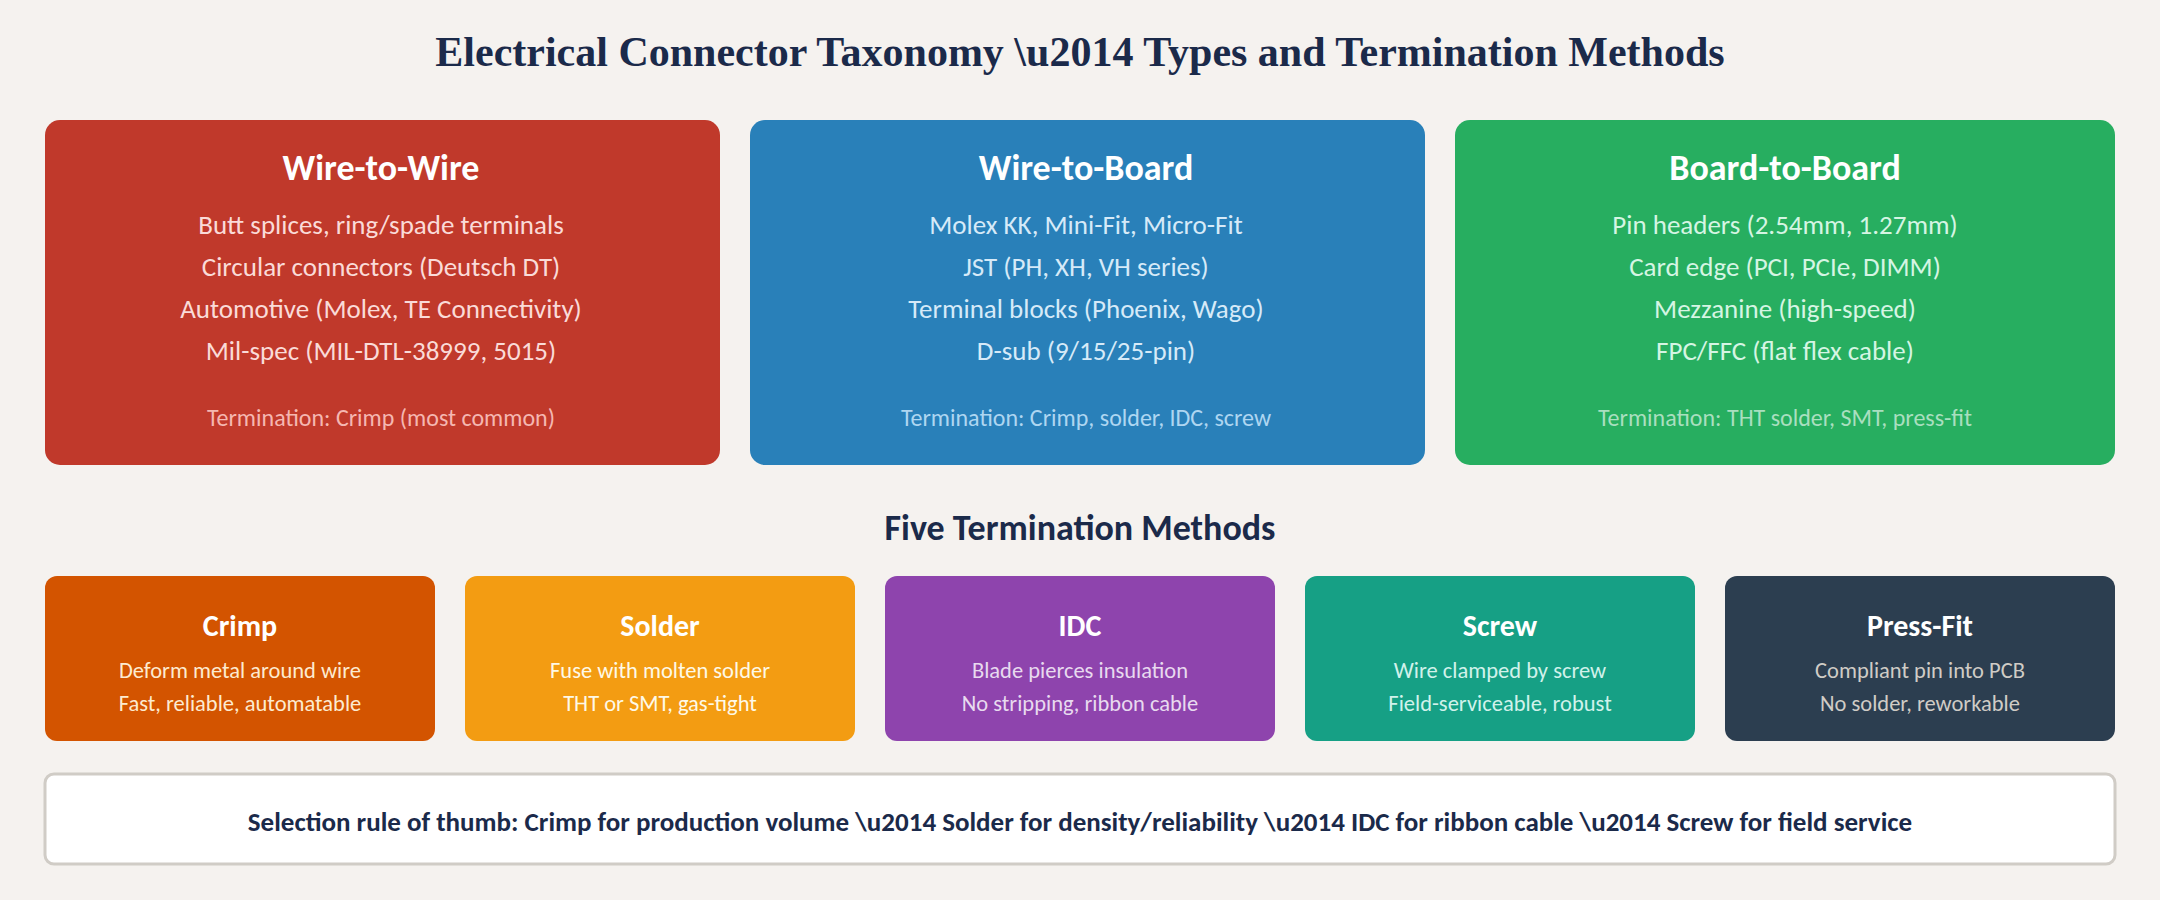 Electrical Connector Taxonomy \u2014 Types and Termination Methods
Wire-to-Wire
Butt splices, ring/spade terminals
Circular connectors (Deutsch DT)
Automotive (Molex, TE Connectivity)
Mil-spec (MIL-DTL-38999, 5015)
Termination: Crimp (most common)
Wire-to-Board
Molex KK, Mini-Fit, Micro-Fit
JST (PH, XH, VH series)
Terminal blocks (Phoenix, Wago)
D-sub (9/15/25-pin)
Termination: Crimp, solder, IDC, screw
Board-to-Board
Pin headers (2.54mm, 1.27mm)
Card edge (PCI, PCIe, DIMM)
Mezzanine (high-speed)
FPC/FFC (flat flex cable)
Termination: THT solder, SMT, press-fit
Five Termination Methods
Crimp
Deform metal around wire
Fast, reliable, automatable
Solder
Fuse with molten solder
THT or SMT, gas-tight
IDC
Blade pierces insulation
No stripping, ribbon cable
Screw
Wire clamped by screw
Field-serviceable, robust
Press-Fit
Compliant pin into PCB
No solder, reworkable
Selection rule of thumb: Crimp for production volume \u2014 Solder for density/reliability \u2014 IDC for ribbon cable \u2014 Screw for field service